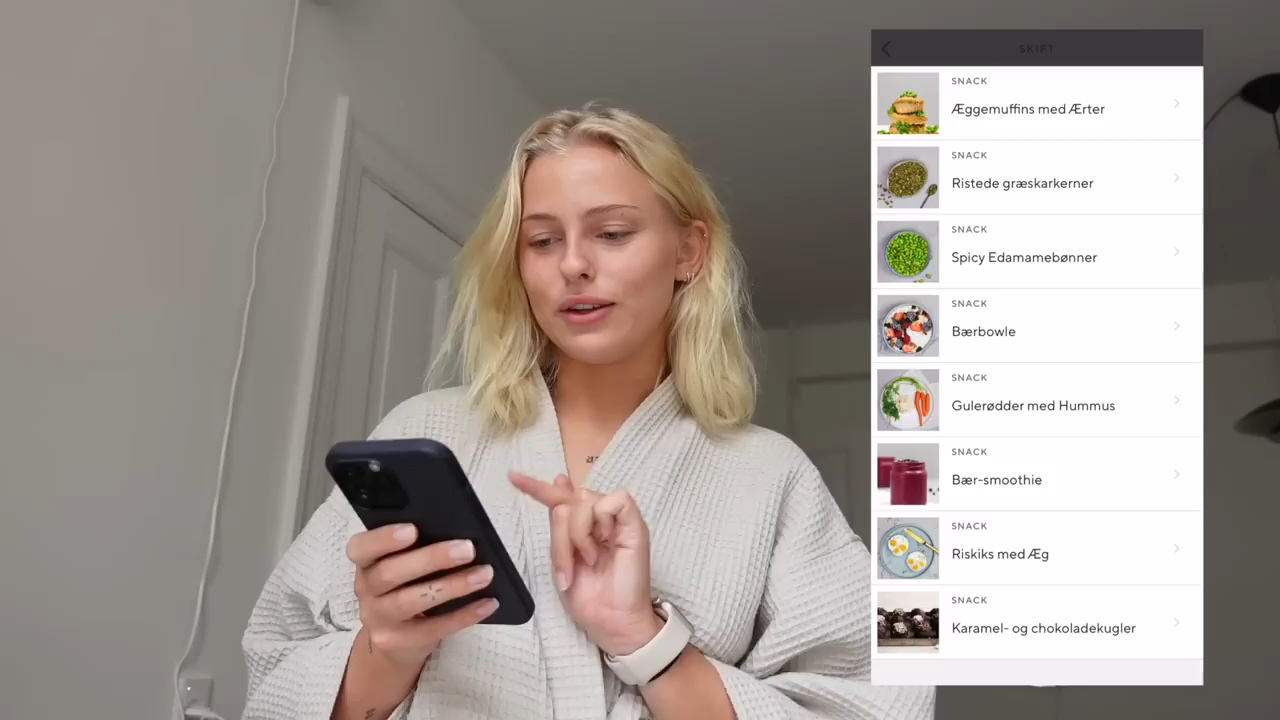 SKIFT
SNACK
Æggemuffins med Ærter
SNACK
Ristede græskarkerner
SNACK
Spicy Edamamebønner
SNACK
Bærbowle
SNACK
Gulerødder med Hummus
SNACK
Bær-smoothie
SNACK
Riskiks med Æg
SNACK
Karamel- og chokoladekugler